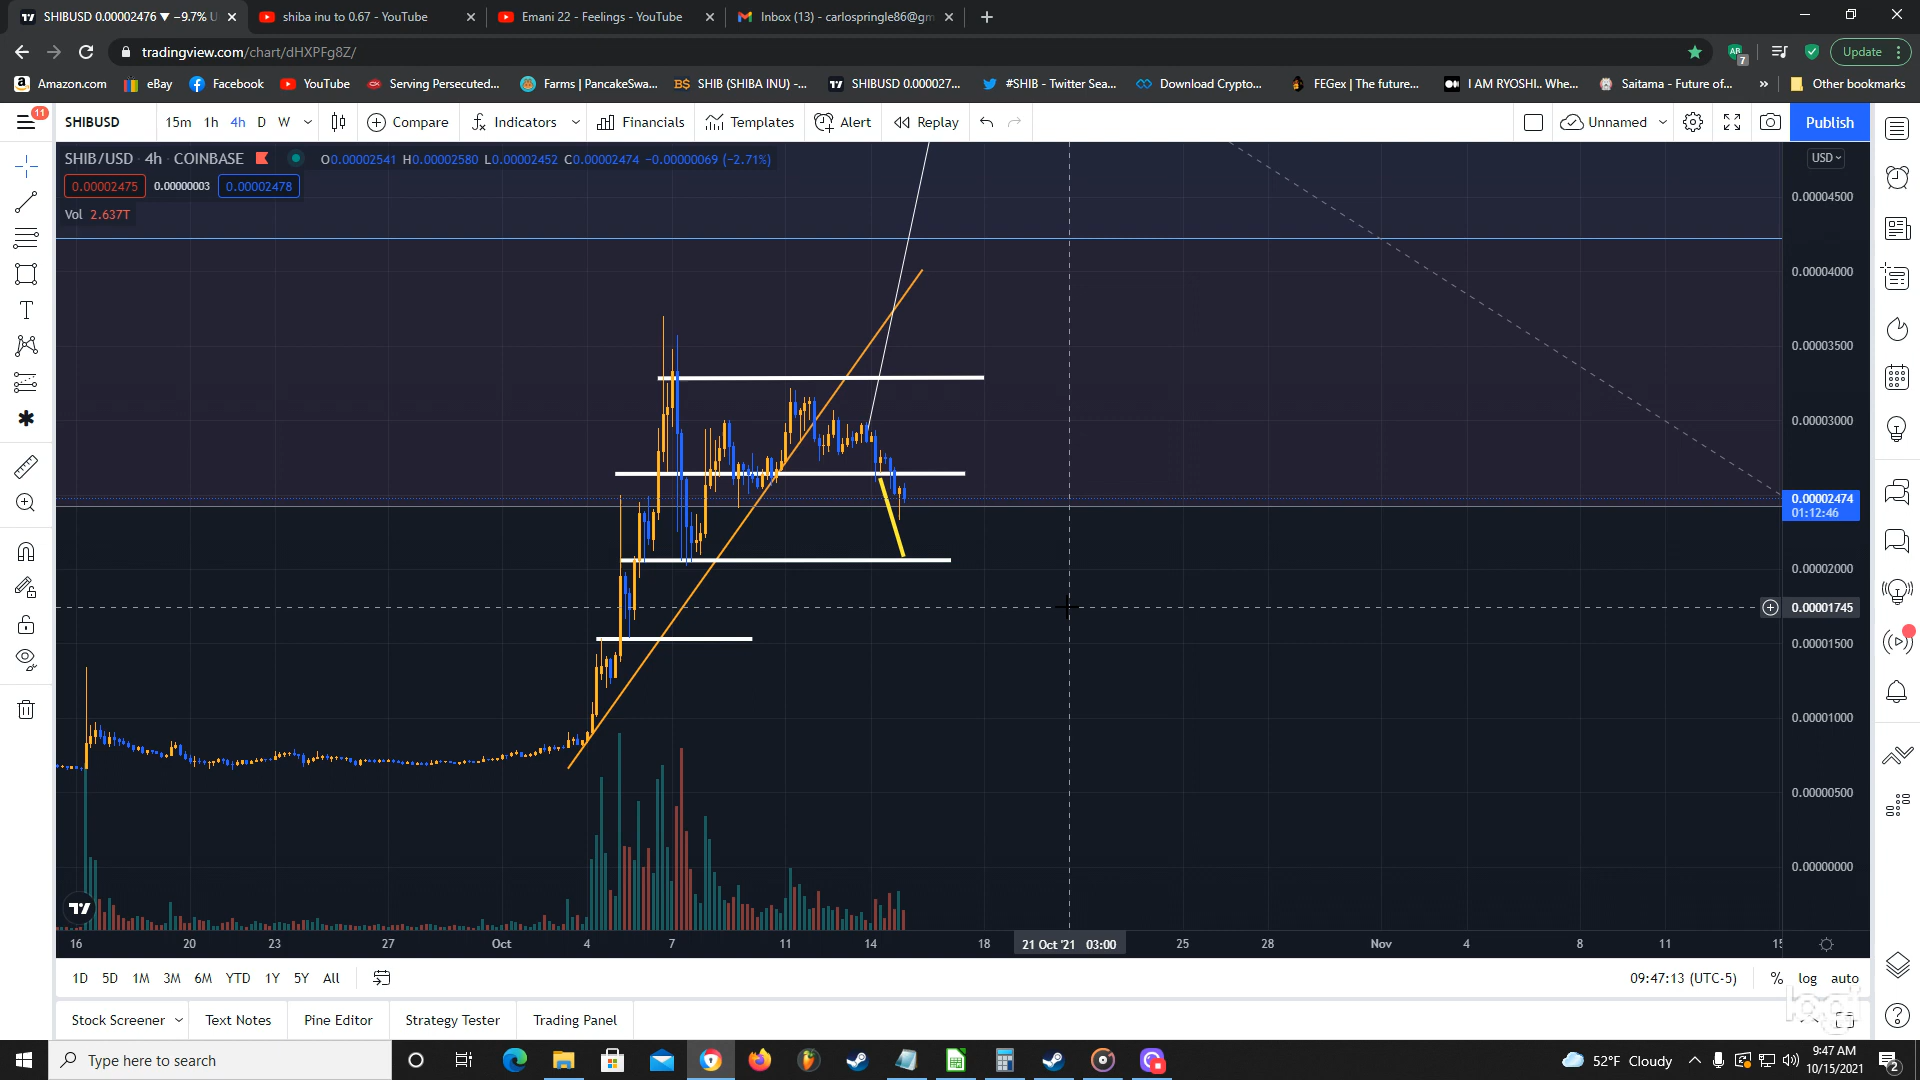 SHIBUSD 0.00002476 ▼ −9.7% U
shiba inu to 0.67 - YouTube
Emani 22 - Feelings - YouTube
Inbox (13) - carlospringle86@gm
tradingview.com/chart/dHXPFg8Z/
7
Update
Amazon.com
eBay
Facebook
YouTube
Serving Persecuted...
Farms | PancakeSwa...
B$ SHIB (SHIBA INU) -...
SHIBUSD 0.000027...
#SHIB - Twitter Sea...
Download Crypto...
FEGex | The future...
I AM RYOSHI.. Whe...
Saitama - Future of...
»
Other bookmarks
11
SHIBUSD
15m
1h
4h
D
W
Compare
Indicators
Financials
Templates
Alert
Replay
Unnamed
Publish
SHIB/USD · 4h · COINBASE
O0.00002541 H0.00002580 L0.00002452 C0.00002474 −0.00000069 (−2.71%)
USD
0.00002475
0.00000003
0.00002478
Vol 2.637T
0.00004500
0.00004000
0.00003500
0.00003000
0.00002474
01:12:46
0.00002000
0.00001745
0.00001500
0.00001000
0.00000500
0.00000000
16
20
23
27
Oct
4
7
11
14
18
21 Oct '21 03:00
25
28
Nov
4
8
11
1D
5D
1M
3M
6M
YTD
1Y
5Y
All
09:47:13 (UTC-5)
%
log
auto
logi
Stock Screener
Text Notes
Pine Editor
Strategy Tester
Trading Panel
Type here to search
52°F Cloudy
9:47 AM
10/15/2021
2